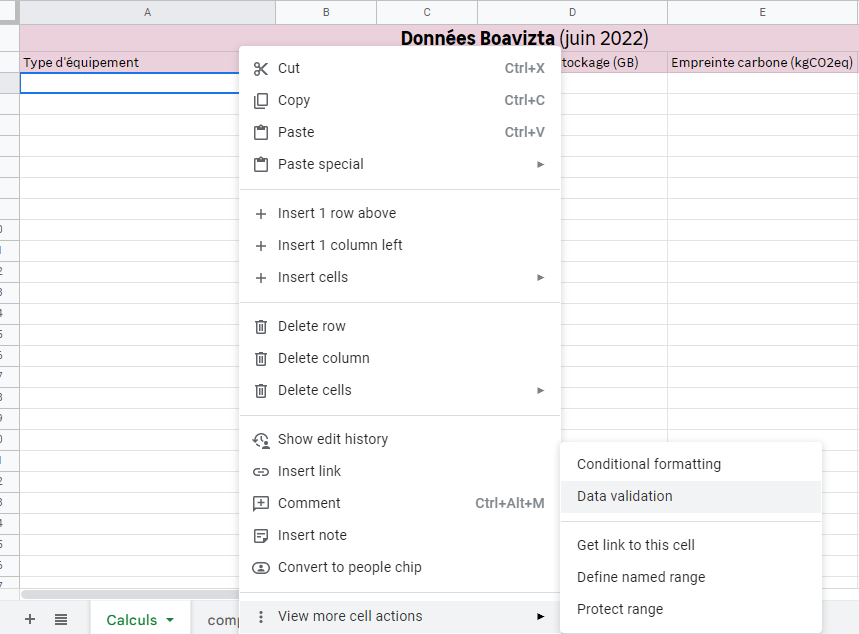 A B C D E
Données Boavizta (juin 2022)
Type d'équipement tockage (GB) Empreinte carbone (kgCO2eq)
Cut Ctrl+X
Copy Ctrl+C
Paste Ctrl+V
Paste special
Insert 1 row above
Insert 1 column left
Insert cells
Delete row
Delete column
Delete cells
Show edit history
Insert link
Comment Ctrl+Alt+M
Insert note
Convert to people chip
View more cell actions
Conditional formatting
Data validation
Get link to this cell
Define named range
Protect range
Calculs comp